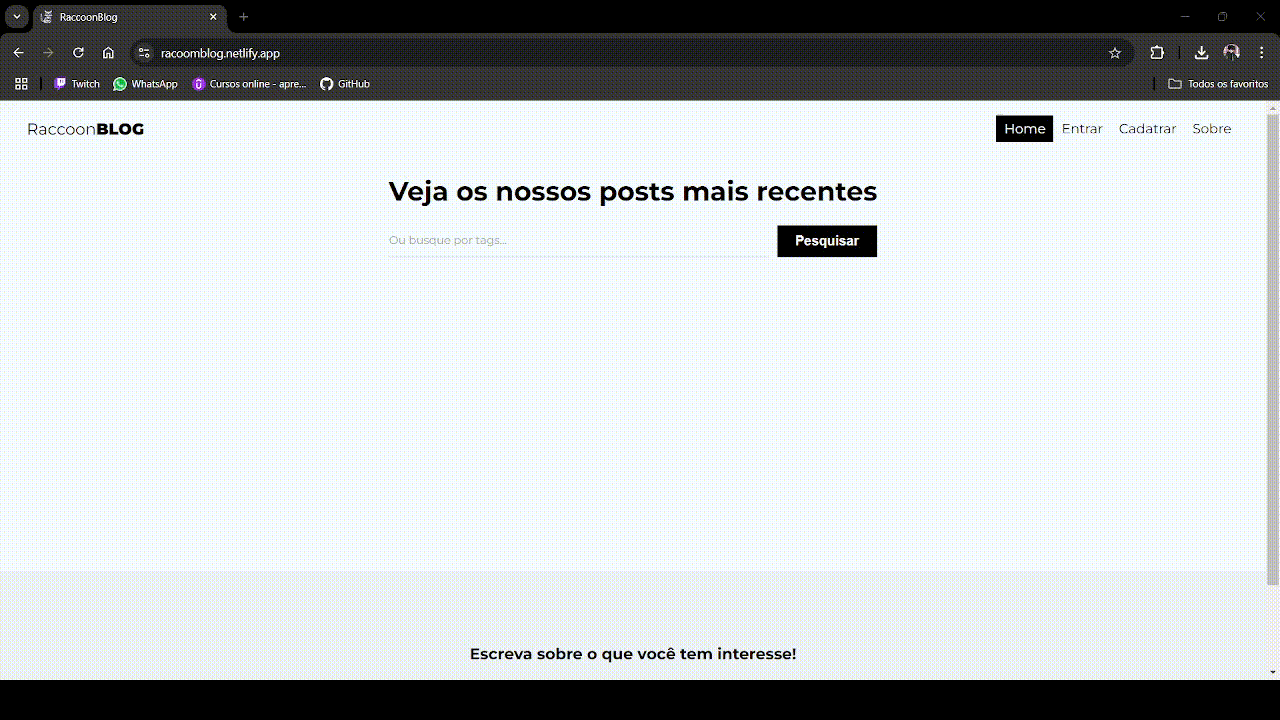 RaccoonBlog
racoomblog.netlify.app
Twitch WhatsApp Cursos online - apre... GitHub Todos os favoritos
RaccoonBLOG Home Entrar Cadatrar Sobre
Veja os nossos posts mais recentes
Ou busque por tags... Pesquisar
Escreva sobre o que você tem interesse!